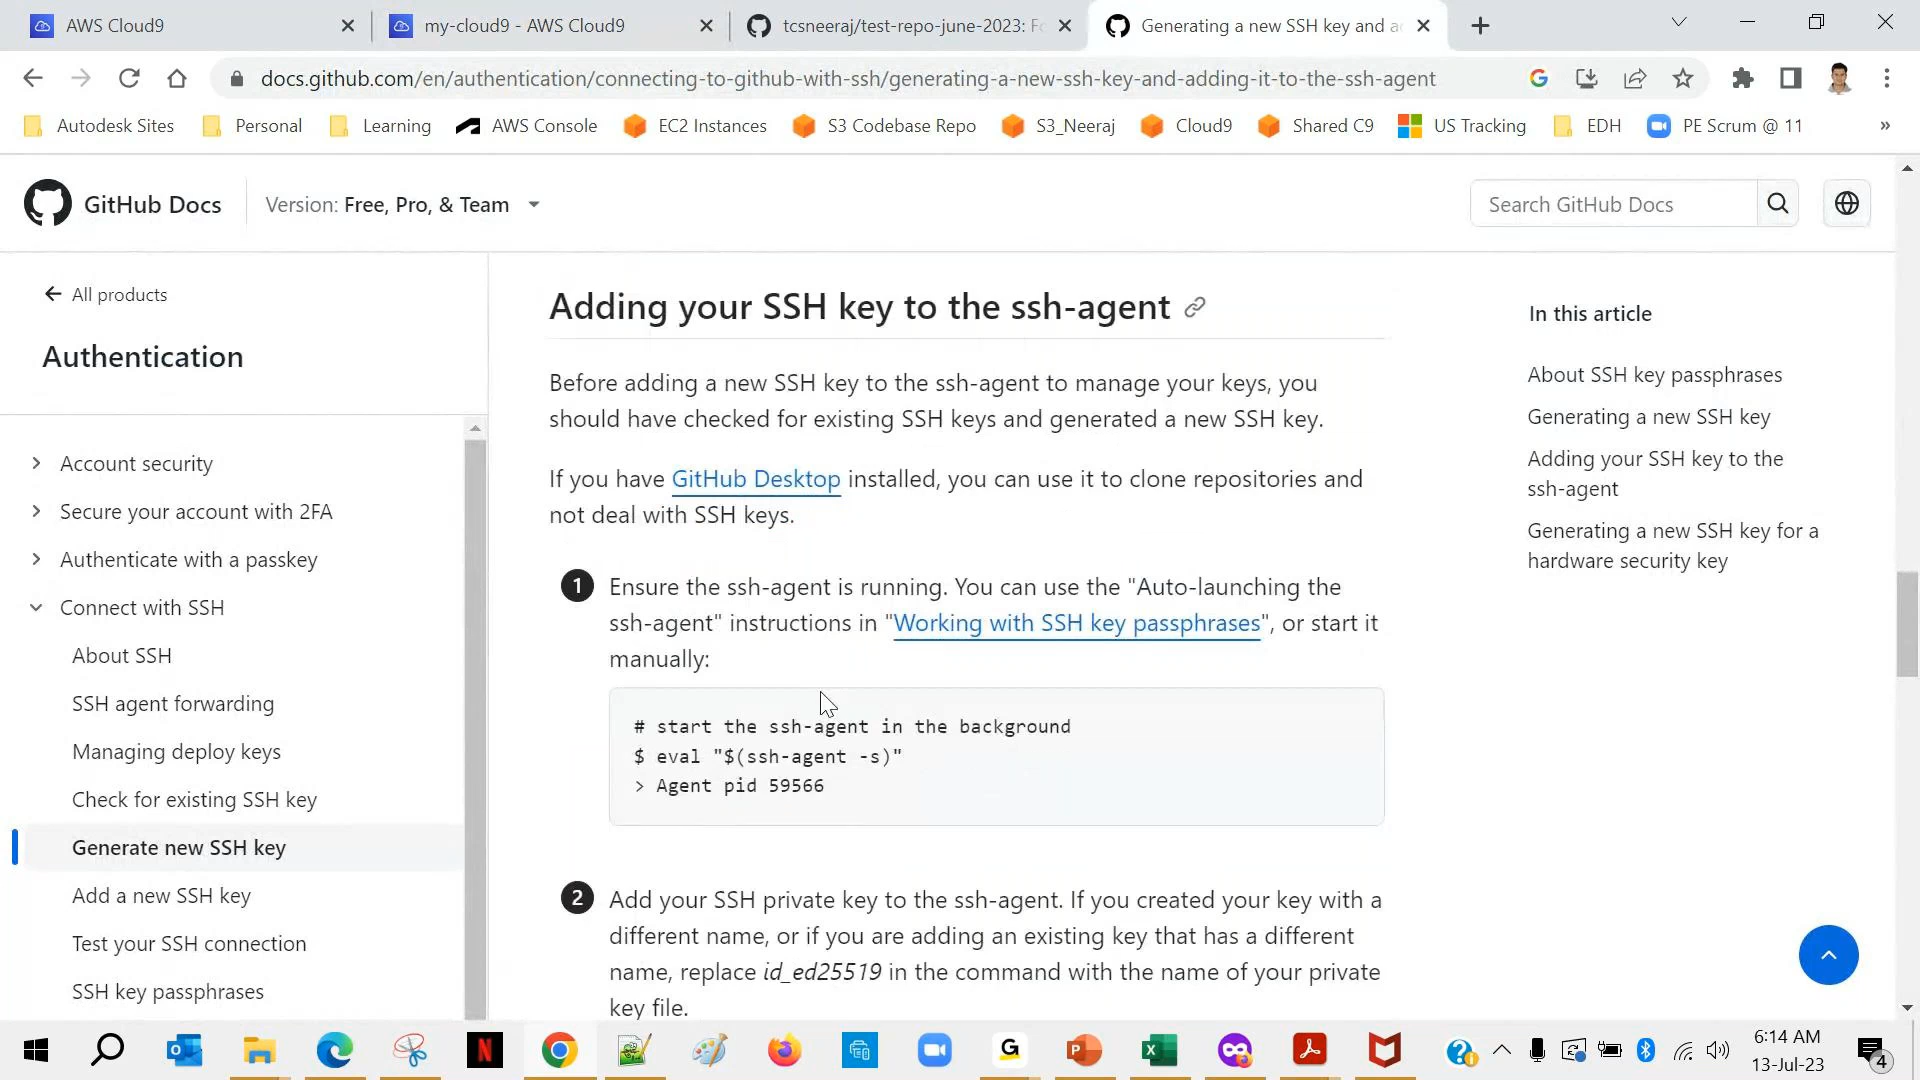 AWS Cloud9
my-cloud9 - AWS Cloud9
tcsneeraj/test-repo-june-2023: Fo
Generating a new SSH key and a
docs.github.com/en/authentication/connecting-to-github-with-ssh/generating-a-new-ssh-key-and-adding-it-to-the-ssh-agent
Autodesk Sites
Personal
Learning
AWS Console
EC2 Instances
S3 Codebase Repo
S3_Neeraj
Cloud9
Shared C9
US Tracking
EDH
PE Scrum @ 11
»
GitHub Docs
Version: Free, Pro, & Team
Search GitHub Docs
All products
Authentication
Account security
Secure your account with 2FA
Authenticate with a passkey
Connect with SSH
About SSH
SSH agent forwarding
Managing deploy keys
Check for existing SSH key
Generate new SSH key
Add a new SSH key
Test your SSH connection
SSH key passphrases
Adding your SSH key to the ssh-agent
Before adding a new SSH key to the ssh-agent to manage your keys, you
should have checked for existing SSH keys and generated a new SSH key.
If you have GitHub Desktop installed, you can use it to clone repositories and
not deal with SSH keys.
1 Ensure the ssh-agent is running. You can use the "Auto-launching the
ssh-agent" instructions in "Working with SSH key passphrases", or start it
manually:
# start the ssh-agent in the background
$ eval "$(ssh-agent -s)"
> Agent pid 59566
2 Add your SSH private key to the ssh-agent. If you created your key with a
different name, or if you are adding an existing key that has a different
name, replace id_ed25519 in the command with the name of your private
key file.
In this article
About SSH key passphrases
Generating a new SSH key
Adding your SSH key to the
ssh-agent
Generating a new SSH key for a
hardware security key
6:14 AM
13-Jul-23
4